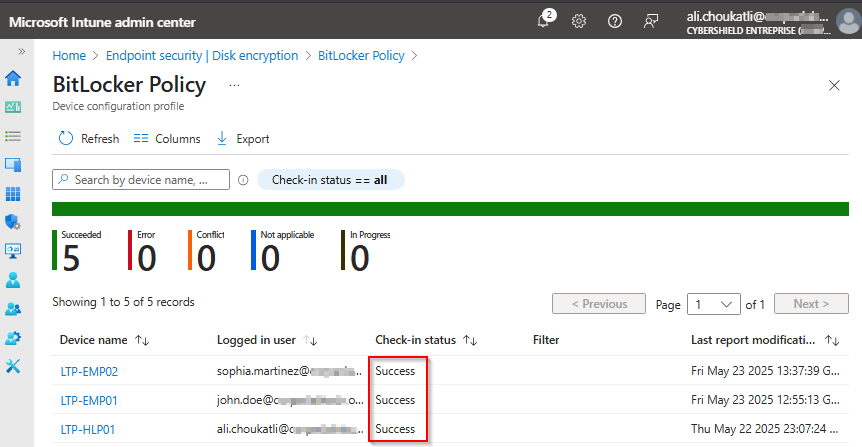 Microsoft Intune admin center
2
ali.choukatli@
CYBERSHIELD ENTREPRISE (
Home > Endpoint security | Disk encryption > BitLocker Policy >
BitLocker Policy ...
Device configuration profile
Refresh Columns Export
Search by device name, ... Check-in status == all
Succeeded Error Conflict Not applicable In Progress
5 0 0 0 0
Showing 1 to 5 of 5 records < Previous Page 1 of 1 Next >
Device name Logged in user Check-in status Filter Last report modificati...
LTP-EMP02 sophia.martinez@ ... Success Fri May 23 2025 13:37:39 G...
LTP-EMP01 john.doe@ .o... Success Fri May 23 2025 12:55:13 G...
LTP-HLP01 ali.choukatli@ ... Success Thu May 22 2025 23:07:24 ...